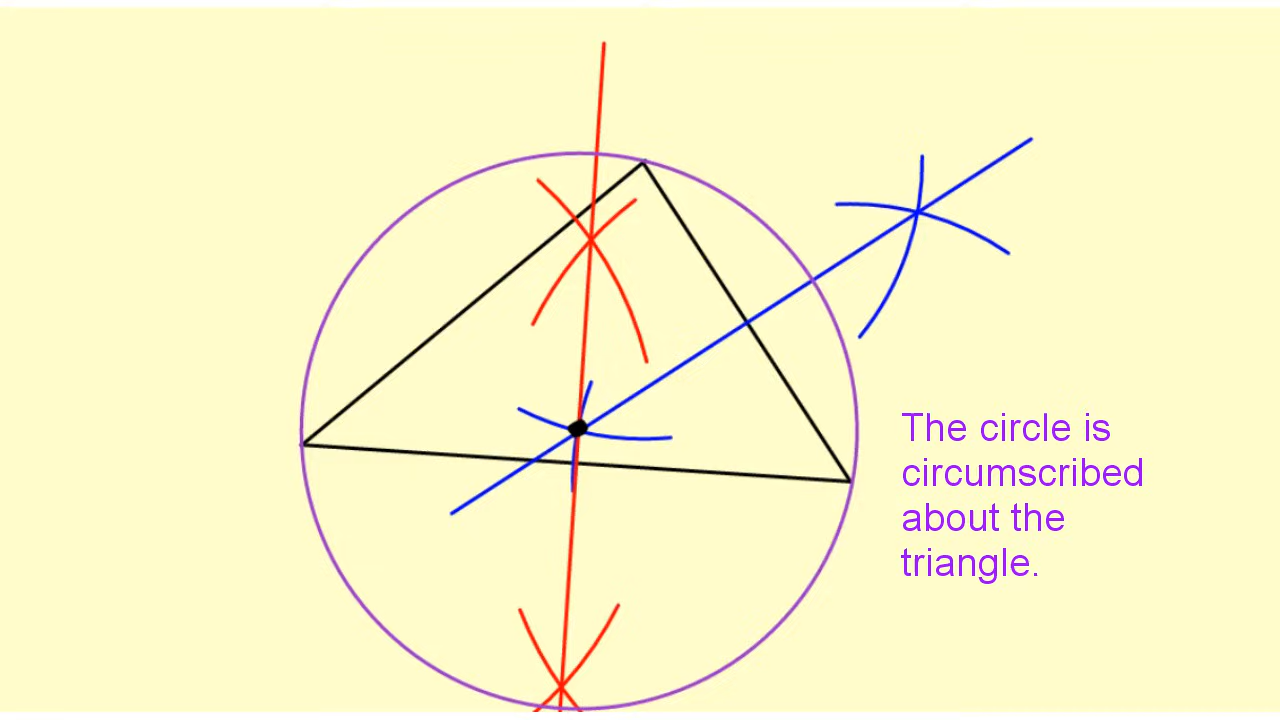 The circle is
circumscribed
about the
triangle.